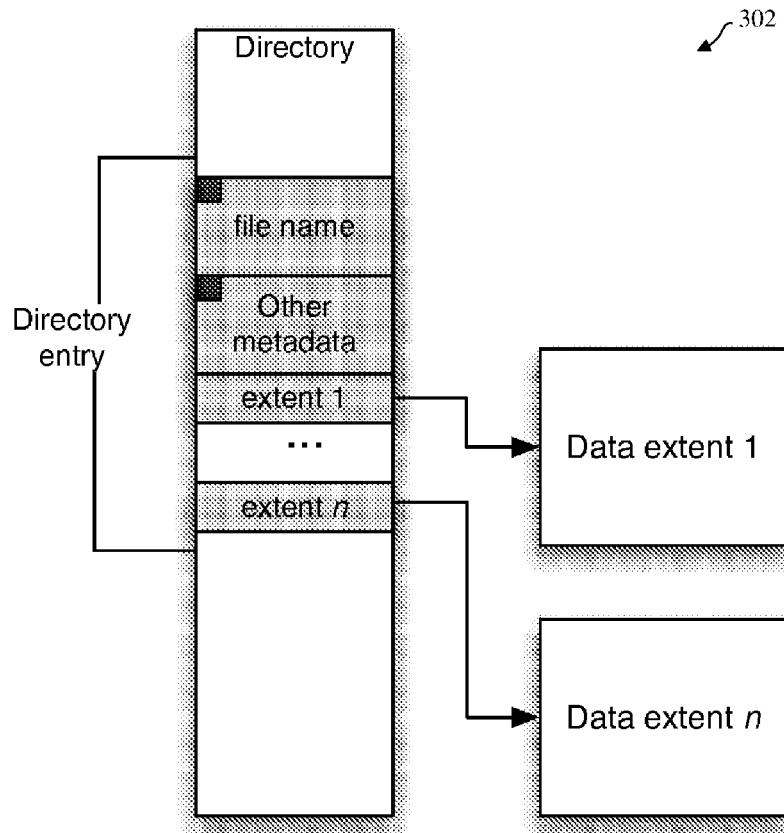 302
Directory
file name
Other
metadata
Directory
entry
extent 1
...
extent n
Data extent 1
Data extent n